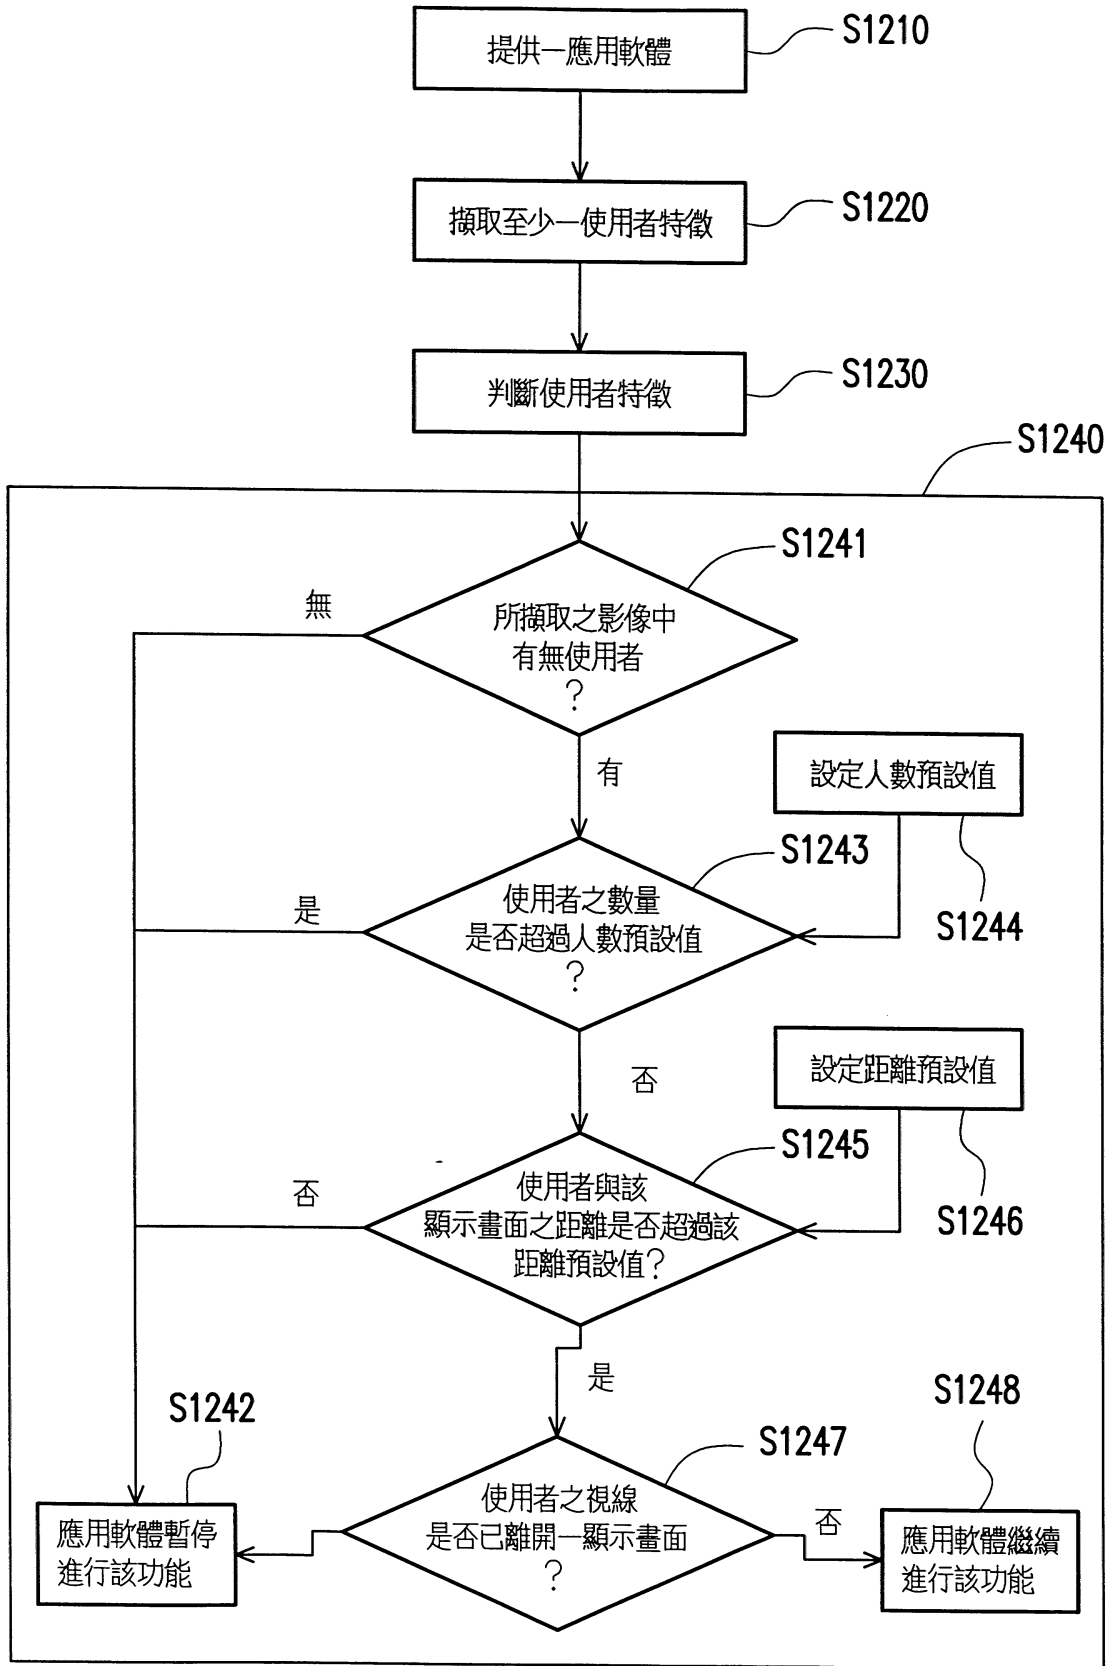 提供一應用軟體
S1210
擷取至少一使用者特徵
S1220
判斷使用者特徵
S1230
S1240
S1241
所擷取之影像中
有無使用者
?
無
有
設定人數預設值
S1244
S1243
使用者之數量
是否超過人數預設值
?
是
否
設定距離預設值
S1246
S1245
使用者與該
顯示畫面之距離是否超過該
距離預設值?
否
是
S1242
S1247
S1248
使用者之視線
是否已離開一顯示畫面
?
否
應用軟體暫停
進行該功能
應用軟體繼續
進行該功能